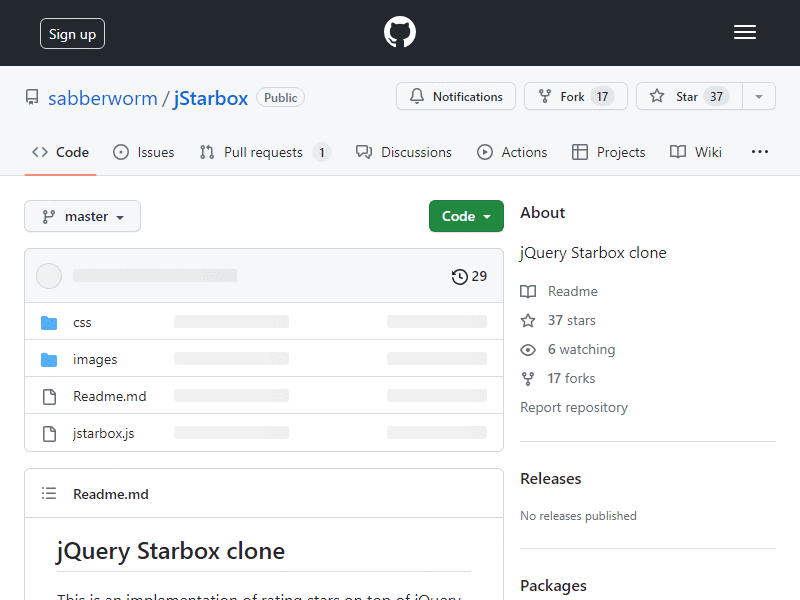 Sign up
sabberworm / jStarbox Public
Notifications Fork 17 Star 37
Code Issues Pull requests 1 Discussions Actions Projects Wiki
master Code
29
css
images
Readme.md
jstarbox.js
Readme.md
jQuery Starbox clone
This is an implementation of rating stars on top of jQuery
About
jQuery Starbox clone
Readme
37 stars
6 watching
17 forks
Report repository
Releases
No releases published
Packages